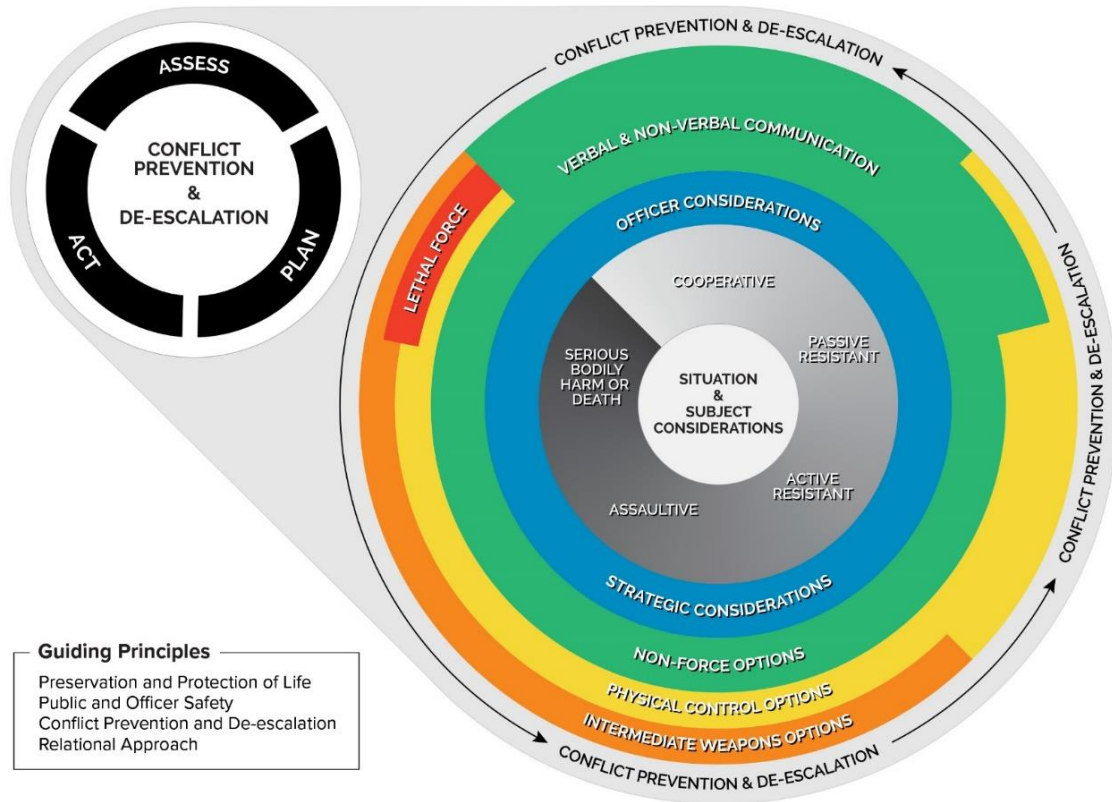 ASSESS
CONFLICT
PREVENTION
&
DE-ESCALATION
ACT
PLAN
CONFLICT PREVENTION & DE-ESCALATION
VERBAL & NON-VERBAL COMMUNICATION
OFFICER CONSIDERATIONS
LETHAL FORCE
COOPERATIVE
PASSIVE
RESISTANT
SERIOUS
BODILY
HARM OR
DEATH
SITUATION
&
SUBJECT
CONSIDERATIONS
ACTIVE
RESISTANT
ASSAULTIVE
CONFLICT PREVENTION & DE-ESCALATION
STRATEGIC CONSIDERATIONS
NON-FORCE OPTIONS
PHYSICAL CONTROL OPTIONS
INTERMEDIATE WEAPONS OPTIONS
CONFLICT PREVENTION & DE-ESCALATION
Guiding Principles
Preservation and Protection of Life
Public and Officer Safety
Conflict Prevention and De-escalation
Relational Approach